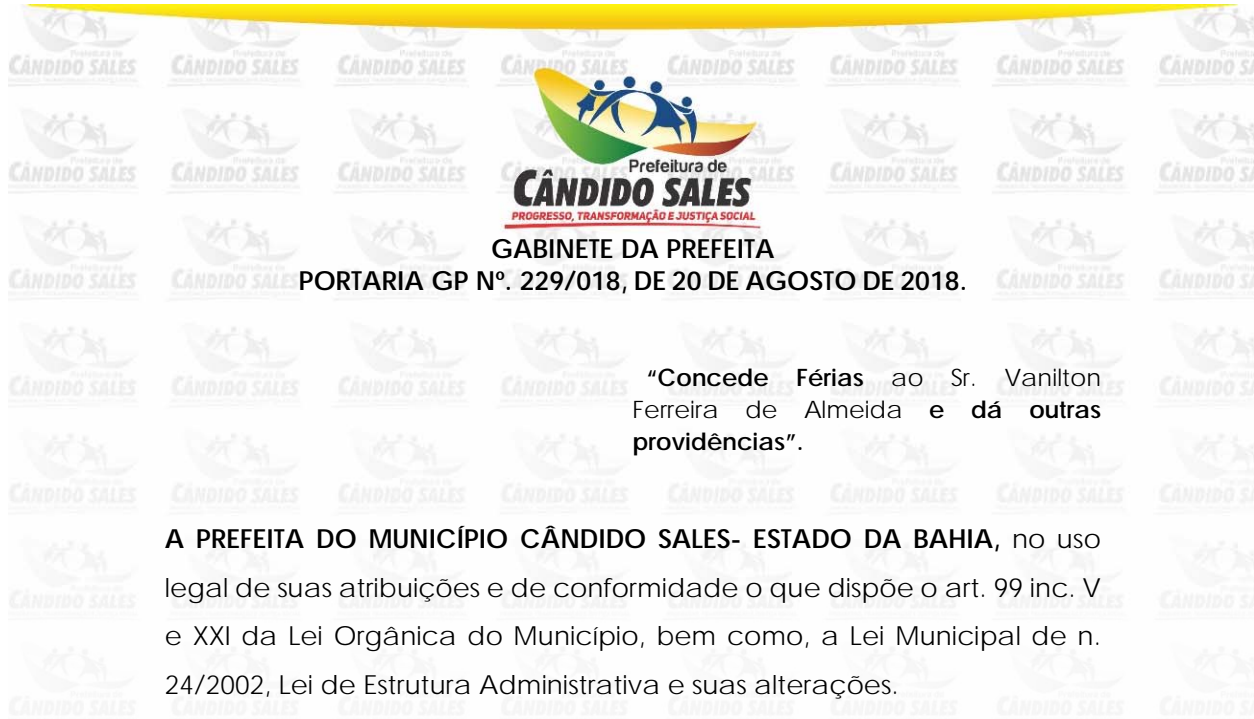 Prefeitura de
CÂNDIDO SALES
PROGRESSO, TRANSFORMAÇÃO E JUSTIÇA SOCIAL
GABINETE DA PREFEITA
PORTARIA GP Nº. 229/018, DE 20 DE AGOSTO DE 2018.
“Concede Férias ao Sr. Vanilton
Ferreira de Almeida e dá outras
providências”.
A PREFEITA DO MUNICÍPIO CÂNDIDO SALES- ESTADO DA BAHIA, no uso
legal de suas atribuições e de conformidade o que dispõe o art. 99 inc. V
e XXI da Lei Orgânica do Município, bem como, a Lei Municipal de n.
24/2002, Lei de Estrutura Administrativa e suas alterações.